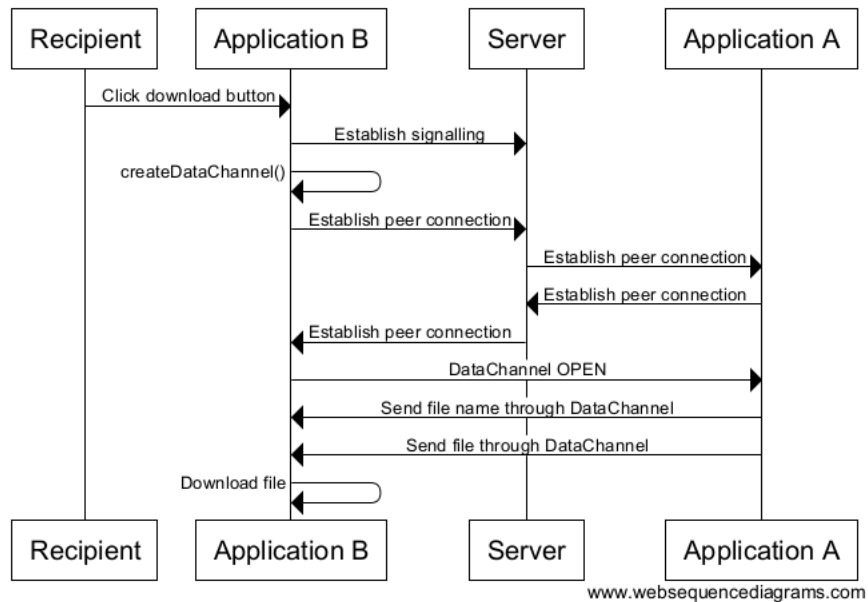 Recipient
Application B
Server
Application A
Click download button
Establish signalling
createDataChannel()
Establish peer connection
Establish peer connection
Establish peer connection
Establish peer connection
DataChannel OPEN
Send file name through DataChannel
Send file through DataChannel
Download file
Recipient
Application B
Server
Application A
www.websequencediagrams.com